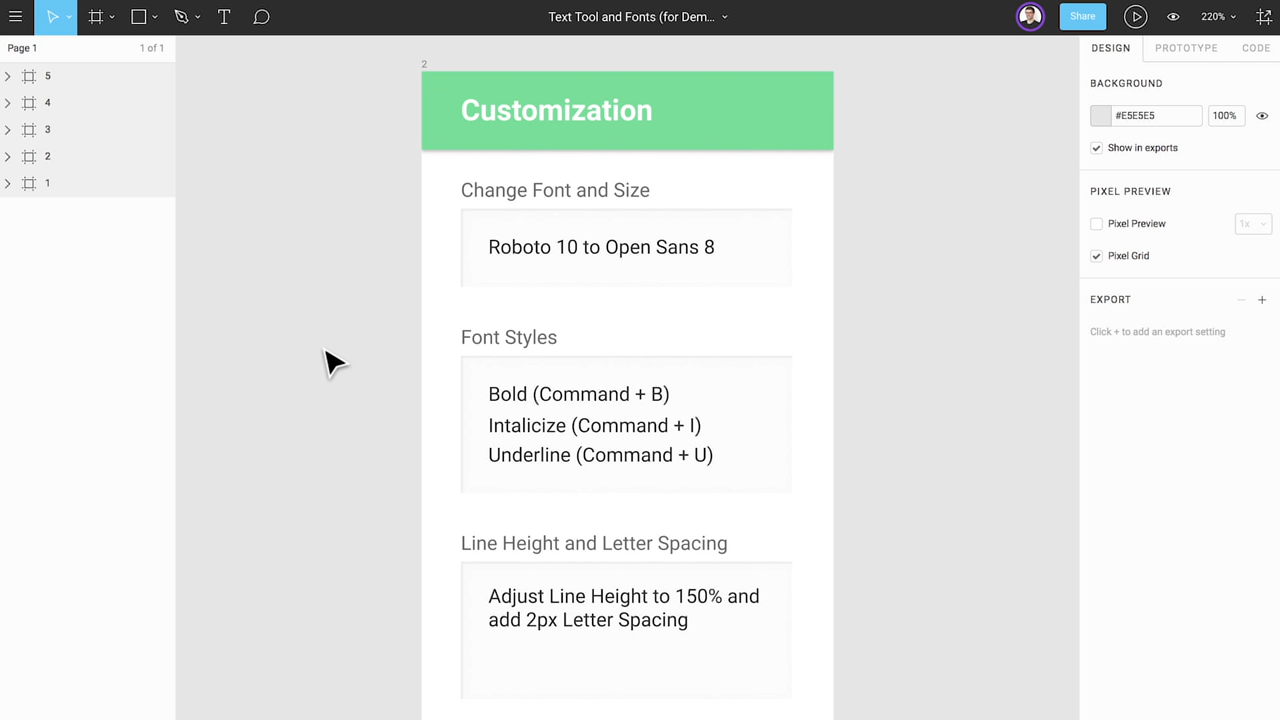 Text Tool and Fonts (for Dem...
Share
220%
Page 1
1 of 1
5
4
3
2
1
2
Customization
Change Font and Size
Roboto 10 to Open Sans 8
Font Styles
Bold (Command + B)
Intalicize (Command + I)
Underline (Command + U)
Line Height and Letter Spacing
Adjust Line Height to 150% and
add 2px Letter Spacing
DESIGN
PROTOTYPE
CODE
BACKGROUND
#E5E5E5
100%
Show in exports
PIXEL PREVIEW
Pixel Preview
1x
Pixel Grid
EXPORT
Click + to add an export setting